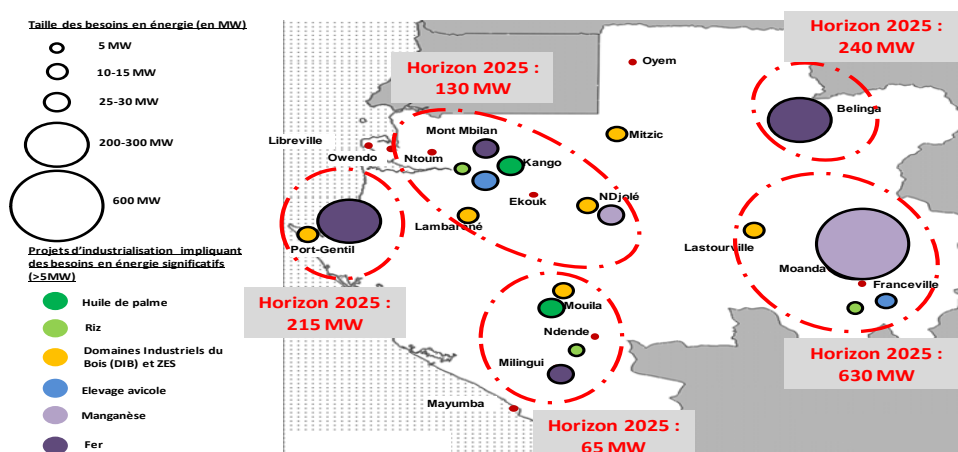 Taille des besoins en énergie (en MW)
5 MW
10-15 MW
25-30 MW
200-300 MW
600 MW
Projets d'industrialisation impliquant
des besoins en énergie significatifs
(>5MW)
Huile de palme
Riz
Domaines Industriels du
Bois (DIB) et ZES
Elevage avicole
Manganèse
Fer
Horizon 2025 :
240 MW
Horizon 2025 :
130 MW
Oyem
Belinga
Mitzic
Mont Mbilan
Libreville
Owendo
Ntoum
Kango
Ekouk
NDjolé
Lambaréné
Port-Gentil
Lastourville
Moanda
Franceville
Horizon 2025 :
215 MW
Mouila
Ndende
Milingui
Horizon 2025 :
630 MW
Mayumba
Horizon 2025 :
65 MW